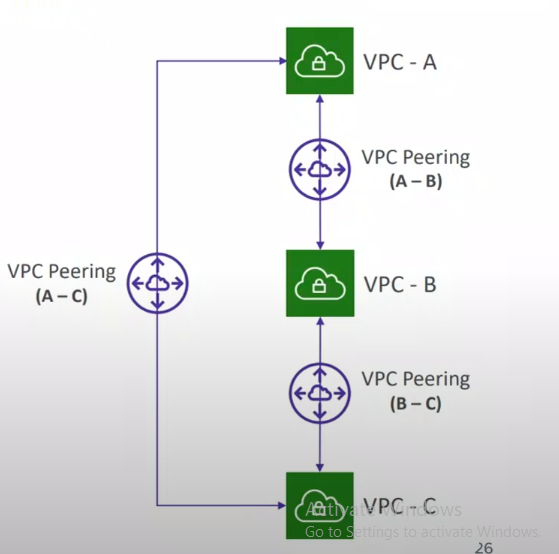 VPC - A
VPC Peering
(A – B)
VPC Peering
(A – C)
VPC - B
VPC Peering
(B – C)
VPC - C
Activate Windows
Go to Settings to activate Windows.
26